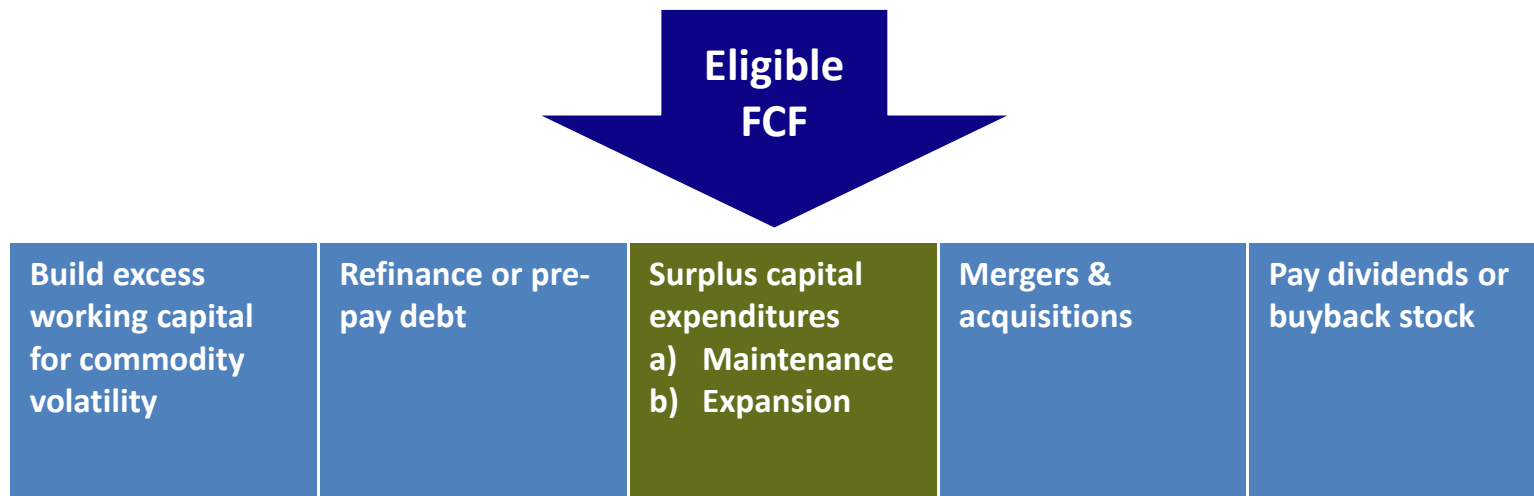 Eligible
FCF
Build excess
working capital
for commodity
volatility
Refinance or pre-
pay debt
Surplus capital
expenditures
a) Maintenance
b) Expansion
Mergers &
acquisitions
Pay dividends or
buyback stock